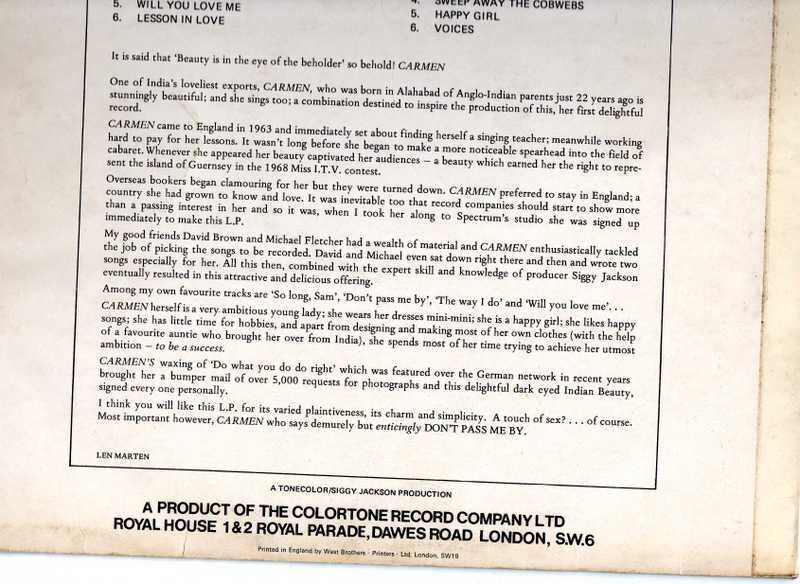 5. WILL YOU LOVE ME
6. LESSON IN LOVE
4. SWEEP AWAY THE COBWEBS
5. HAPPY GIRL
6. VOICES
It is said that 'Beauty is in the eye of the beholder' so behold! CARMEN
One of India's loveliest exports, CARMEN, who was born in Alahabad of Anglo-Indian parents just 22 years ago is
stunningly beautiful; and she sings too; a combination destined to inspire the production of this, her first delightful
record.
CARMEN came to England in 1963 and immediately set about finding herself a singing teacher; meanwhile working
hard to pay for her lessons. It wasn't long before she began to make a more noticeable spearhead into the field of
cabaret. Whenever she appeared her beauty captivated her audiences – a beauty which earned her the right to repre-
sent the island of Guernsey in the 1968 Miss I.T.V. contest.
Overseas bookers began clamouring for her but they were turned down. CARMEN preferred to stay in England; a
country she had grown to know and love. It was inevitable too that record companies should start to show more
than a passing interest in her and so it was, when I took her along to Spectrum's studio she was signed up
immediately to make this L.P.
My good friends David Brown and Michael Fletcher had a wealth of material and CARMEN enthusiastically tackled
the job of picking the songs to be recorded. David and Michael even sat down right there and then and wrote two
songs especially for her. All this then, combined with the expert skill and knowledge of producer Siggy Jackson
eventually resulted in this attractive and delicious offering.
Among my own favourite tracks are 'So long, Sam', 'Don't pass me by', 'The way I do' and 'Will you love me'. . .
CARMEN herself is a very ambitious young lady; she wears her dresses mini-mini; she is a happy girl; she likes happy
songs; she has little time for hobbies, and apart from designing and making most of her own clothes (with the help
of a favourite auntie who brought her over from India), she spends most of her time trying to achieve her utmost
ambition – to be a success.
CARMEN'S waxing of 'Do what you do do right' which was featured over the German network in recent years
brought her a bumper mail of over 5,000 requests for photographs and this delightful dark eyed Indian Beauty,
signed every one personally.
I think you will like this L.P. for its varied plaintiveness, its charm and simplicity. A touch of sex? . . . of course.
Most important however, CARMEN who says demurely but enticingly DON'T PASS ME BY.
LEN MARTEN
A TONECOLOR/SIGGY JACKSON PRODUCTION
A PRODUCT OF THE COLORTONE RECORD COMPANY LTD
ROYAL HOUSE 1&2 ROYAL PARADE, DAWES ROAD LONDON, S.W.6
Printed in England by West Brothers · Printers · Ltd. London, SW19